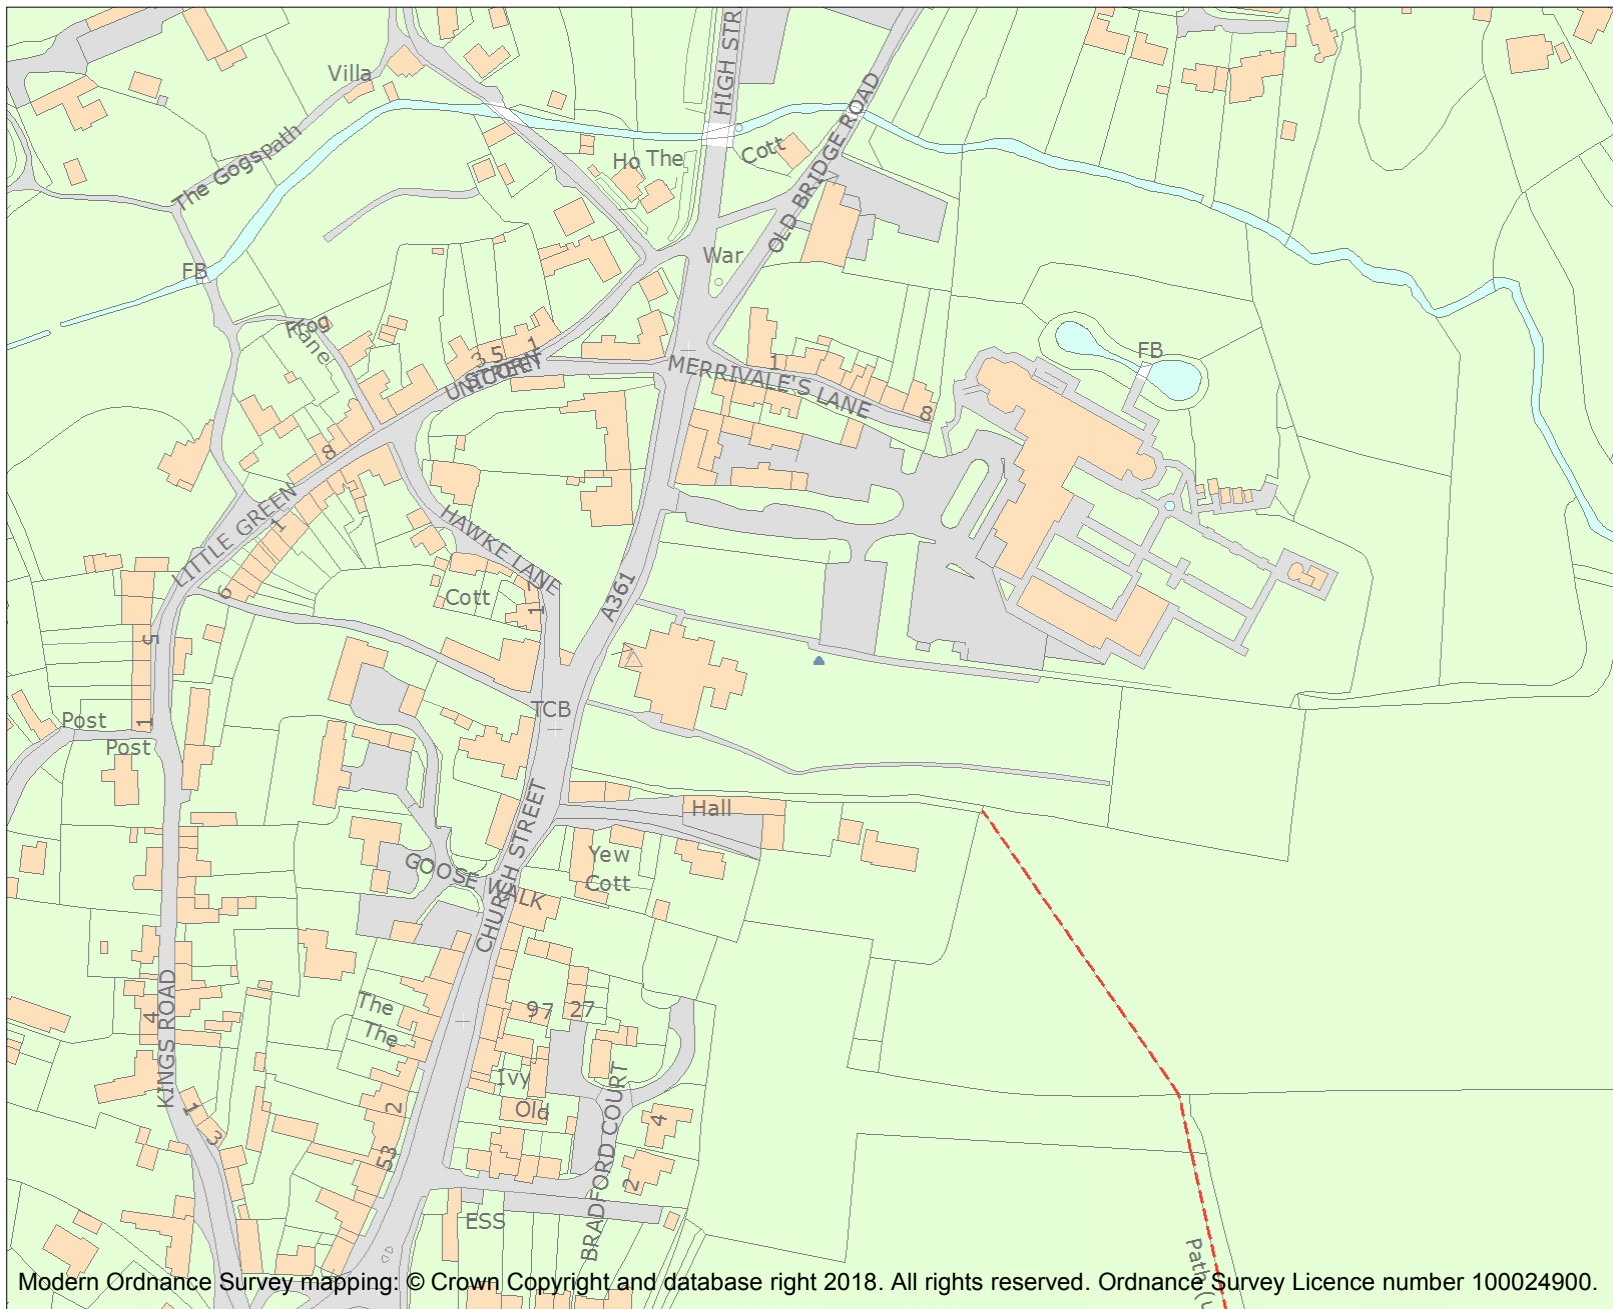 HIGH STR
Villa
OLD BRIDGE ROAD
The Gogspath
Ho The
Cott
War
FB
Frog
Lane
FB
3 5 1
UNICORN
STREET
MERRIVALE'S LANE
1
8
8
LITTLE GREEN
1
6
HAWKE LANE
Cott
1
A361
5
1
Post
Post
TCB
Hall
CHURCH STREET
GOOSE WALK
Yew
Cott
KINGS ROAD
4
The
The
97 27
Ivy
Old
2
53
1
3
4
2
BRADFORD COURT
ESS
Path (u
Modern Ordnance Survey mapping: © Crown Copyright and database right 2018. All rights reserved. Ordnance Survey Licence number 100024900.